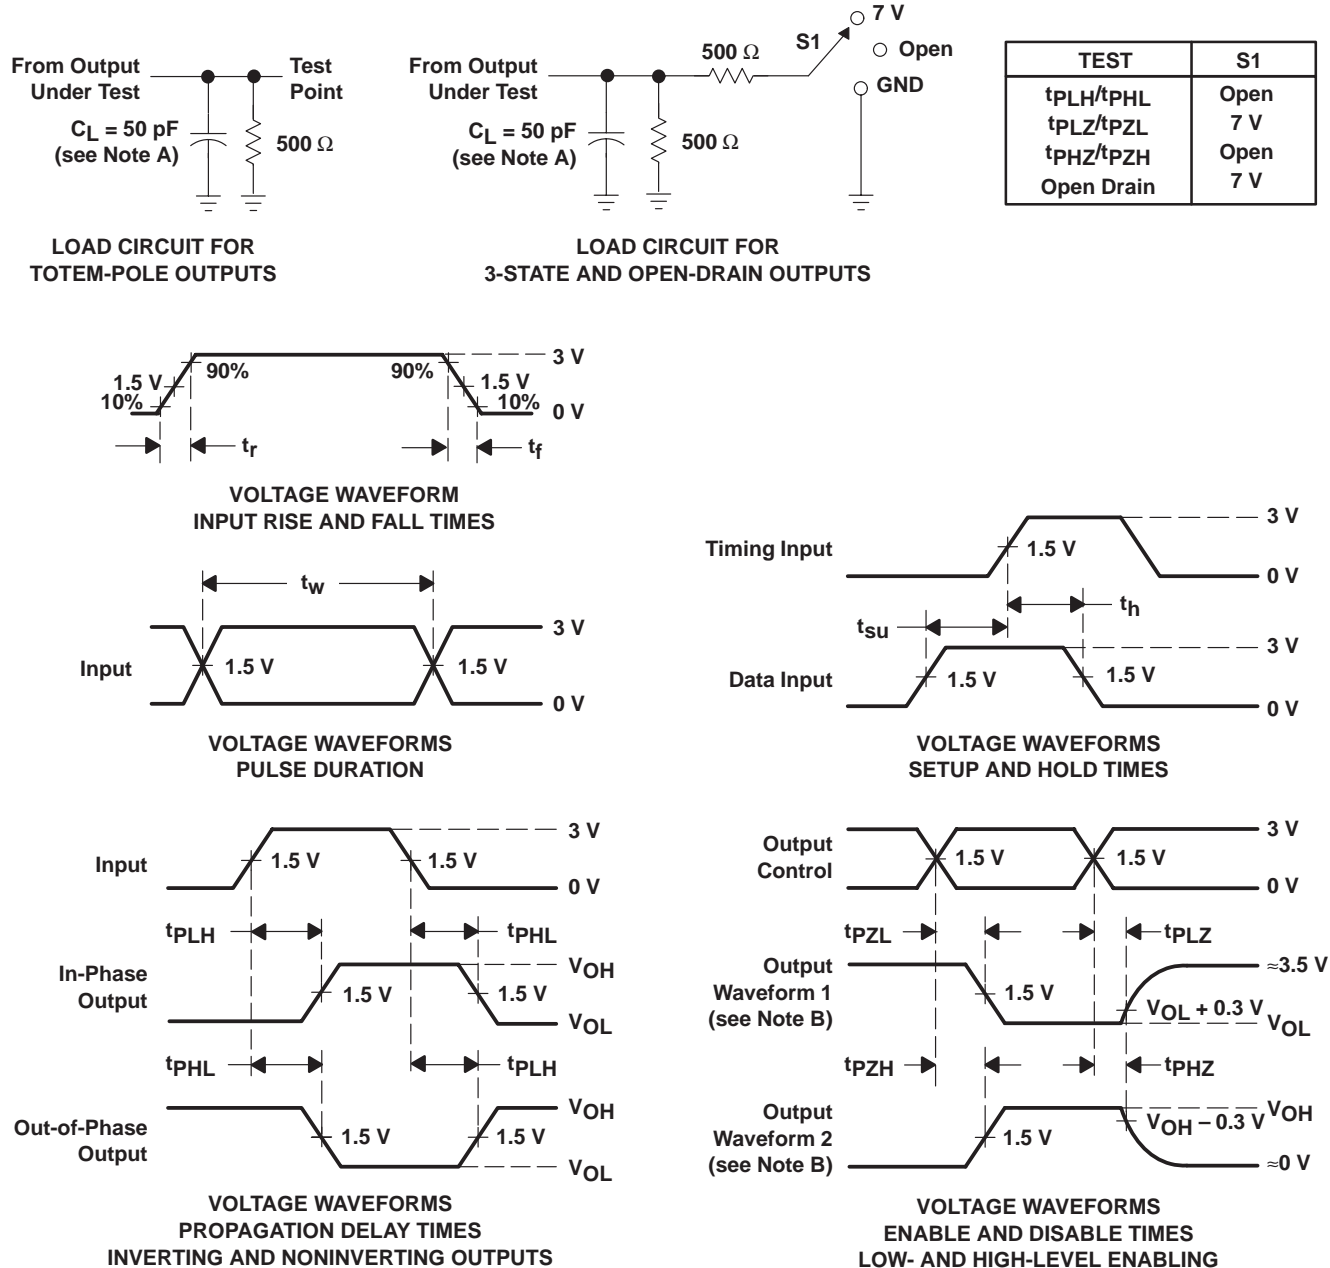 From Output
Under Test
Test
Point
CL = 50 pF
(see Note A)
500 Ω
LOAD CIRCUIT FOR
TOTEM-POLE OUTPUTS
From Output
Under Test
CL = 50 pF
(see Note A)
500 Ω
500 Ω
S1
7 V
Open
GND
LOAD CIRCUIT FOR
3-STATE AND OPEN-DRAIN OUTPUTS
TEST S1
tPLH/tPHL Open
tPLZ/tPZL 7 V
tPHZ/tPZH Open
Open Drain 7 V
90% 90% 3 V
1.5 V 1.5 V
10% 10% 0 V
tr tf
VOLTAGE WAVEFORM
INPUT RISE AND FALL TIMES
tw
3 V
Input 1.5 V 1.5 V
0 V
VOLTAGE WAVEFORMS
PULSE DURATION
3 V
Timing Input 1.5 V
0 V
th
tsu
3 V
Data Input 1.5 V 1.5 V
0 V
VOLTAGE WAVEFORMS
SETUP AND HOLD TIMES
3 V
Input 1.5 V 1.5 V
0 V
tPLH tPHL
In-Phase
Output
VOH
1.5 V 1.5 V
VOL
tPHL tPLH
Out-of-Phase
Output
VOH
1.5 V 1.5 V
VOL
VOLTAGE WAVEFORMS
PROPAGATION DELAY TIMES
INVERTING AND NONINVERTING OUTPUTS
Output
Control
3 V
1.5 V 1.5 V
0 V
tPZL tPLZ
Output
Waveform 1
(see Note B)
≈3.5 V
1.5 V
VOL + 0.3 V
VOL
tPZH tPHZ
Output
Waveform 2
(see Note B)
VOH
VOH − 0.3 V
1.5 V
≈0 V
VOLTAGE WAVEFORMS
ENABLE AND DISABLE TIMES
LOW- AND HIGH-LEVEL ENABLING